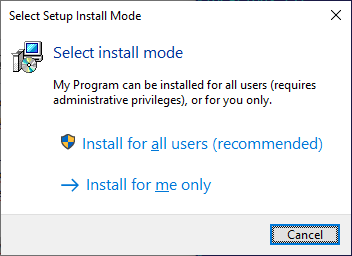 Select Setup Install Mode
Select install mode
My Program can be installed for all users (requires
administrative privileges), or for you only.
Install for all users (recommended)
Install for me only
Cancel